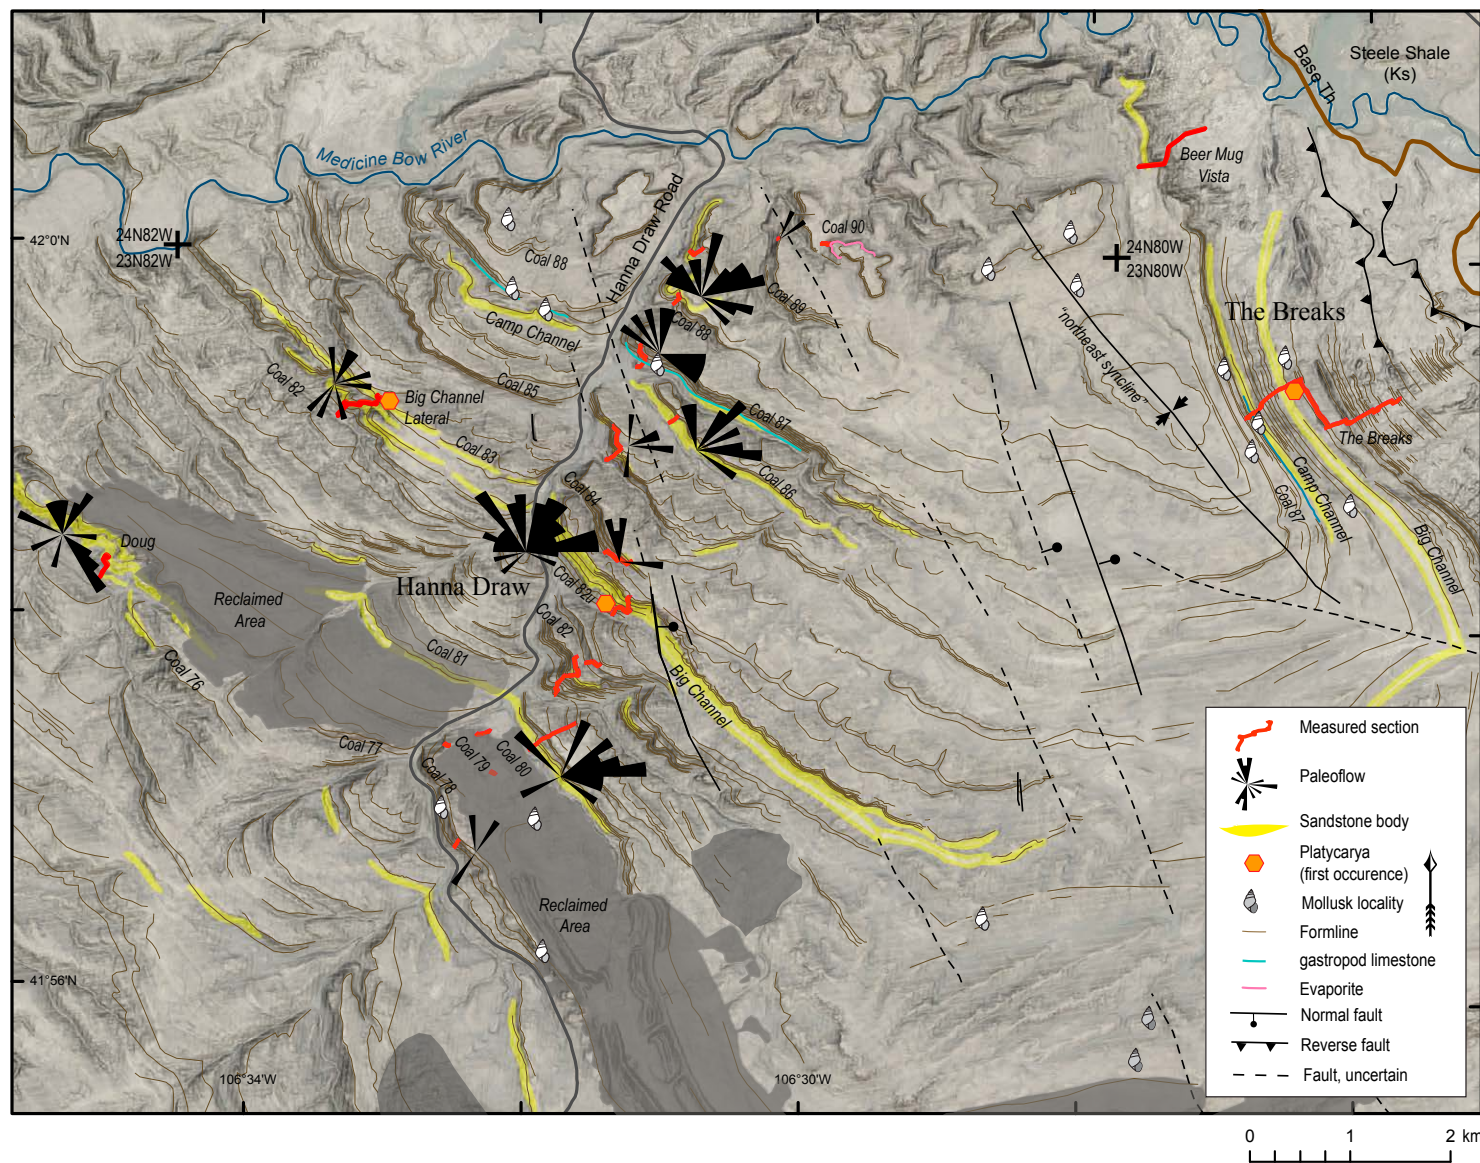 Steele Shale
(Ks)
Base Th
Medicine Bow River
Beer Mug
Vista
24N82W
23N82W
42°0'N
Hanna Draw Road
Coal 90
24N80W
23N80W
Coal 88
Coal 89
The Breaks
Camp Channel
Coal 88
"northeast syncline"
Coal 82
Coal 85
Big Channel
Lateral
Coal 87
The Breaks
Coal 83
Coal 86
Coal 84
Camp Channel
Coal 87
Doug
Big Channel
Hanna Draw
Coal 82u
Reclaimed
Area
Coal 82
Coal 81
Coal 76
Big Channel
Coal 77
Coal 79
Coal 80
Coal 78
Reclaimed
Area
41°56'N
106°34'W
106°30'W
Measured section
Paleoflow
Sandstone body
Platycarya
(first occurence)
Mollusk locality
Formline
gastropod limestone
Evaporite
Normal fault
Reverse fault
Fault, uncertain
0 1 2 km